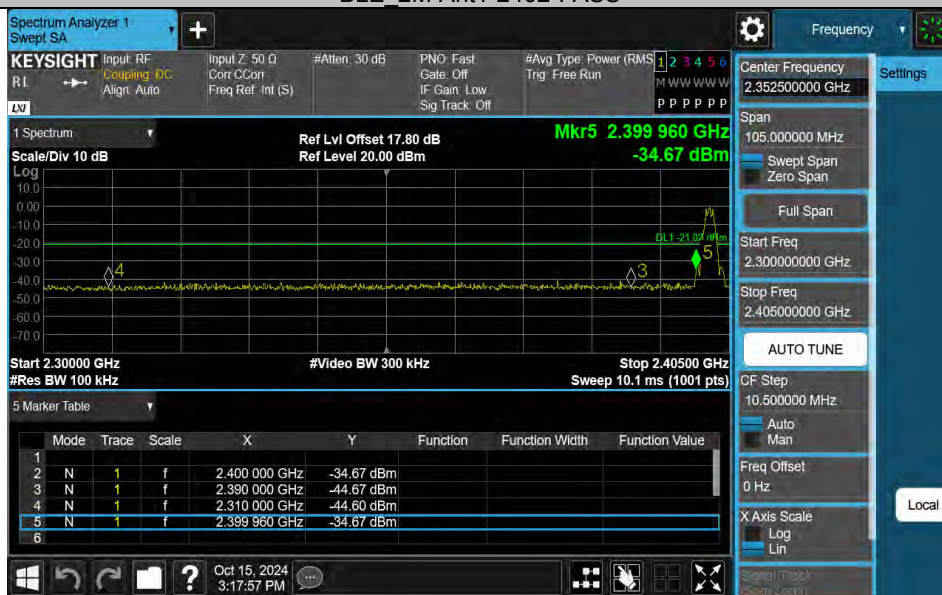 Spectrum Analyzer 1
Swept SA
+
Frequency
KEYSIGHT
R L
LXI
Input: RF
Coupling: DC
Align: Auto
Input Z: 50 Ω
Corr CCorr
Freq Ref: Int (S)
#Atten: 30 dB
PNO: Fast
Gate: Off
IF Gain: Low
Sig Track: Off
#Avg Type: Power (RMS
Trig: Free Run
1 2 3 4 5 6
M W W W W W
P P P P P P
1 Spectrum
Scale/Div 10 dB
Ref Lvl Offset 17.80 dB
Ref Level 20.00 dBm
Mkr5 2.399 960 GHz
-34.67 dBm
Log
10.0
0.00
-10.0
-20.0
-30.0
-40.0
-50.0
-60.0
-70.0
DL1 -21.02 dBm
4
3
5
Start 2.30000 GHz
#Res BW 100 kHz
#Video BW 300 kHz
Stop 2.40500 GHz
Sweep 10.1 ms (1001 pts)
5 Marker Table
Mode Trace Scale X Y Function Function Width Function Value
1
2 N 1 f 2.400 000 GHz -34.67 dBm
3 N 1 f 2.390 000 GHz -44.67 dBm
4 N 1 f 2.310 000 GHz -44.60 dBm
5 N 1 f 2.399 960 GHz -34.67 dBm
6
?
Oct 15, 2024
3:17:57 PM
Center Frequency
2.352500000 GHz
Span
105.000000 MHz
Swept Span
Zero Span
Full Span
Start Freq
2.300000000 GHz
Stop Freq
2.405000000 GHz
AUTO TUNE
CF Step
10.500000 MHz
Auto
Man
Freq Offset
0 Hz
X Axis Scale
Log
Lin
Signal Track
Settings
Local